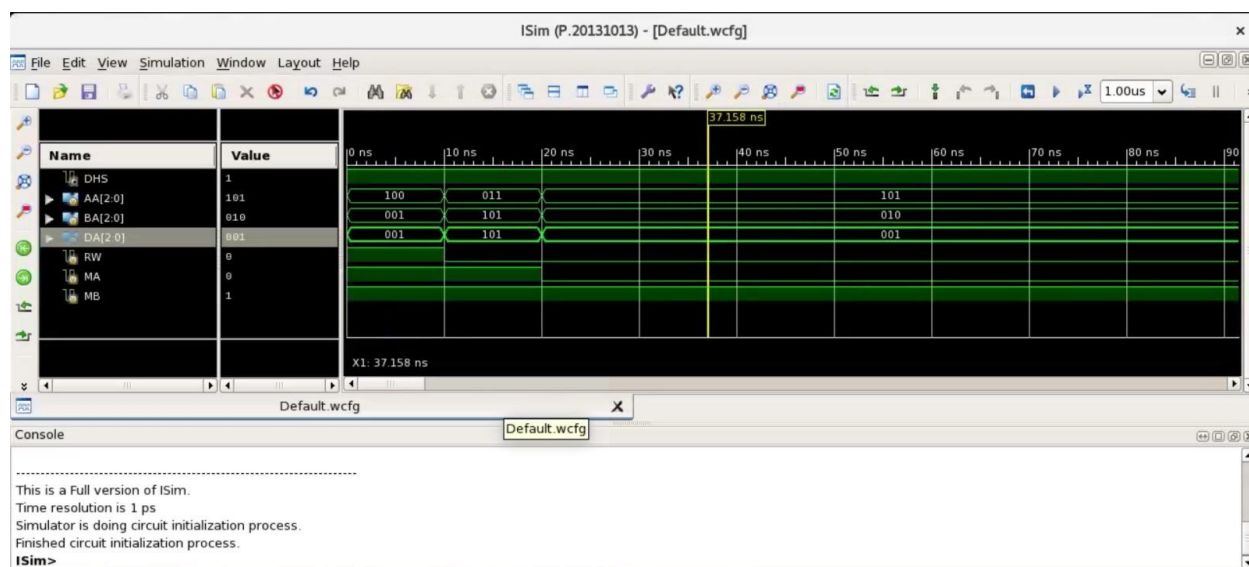 ISim (P.20131013) - [Default.wcfg]
File Edit View Simulation Window Layout Help
1.00us
37.158 ns
Name Value 0 ns 10 ns 20 ns 30 ns 40 ns 50 ns 60 ns 70 ns 80 ns 90
DHS 1
AA[2:0] 101 100 011 101
BA[2:0] 010 001 101 010
DA[2:0] 001 001 101 001
RW 0
MA 0
MB 1
X1: 37.158 ns
Default.wcfg
Default.wcfg
Console
------------------------------------------------------------------------
This is a Full version of ISim.
Time resolution is 1 ps
Simulator is doing circuit initialization process.
Finished circuit initialization process.
ISim>